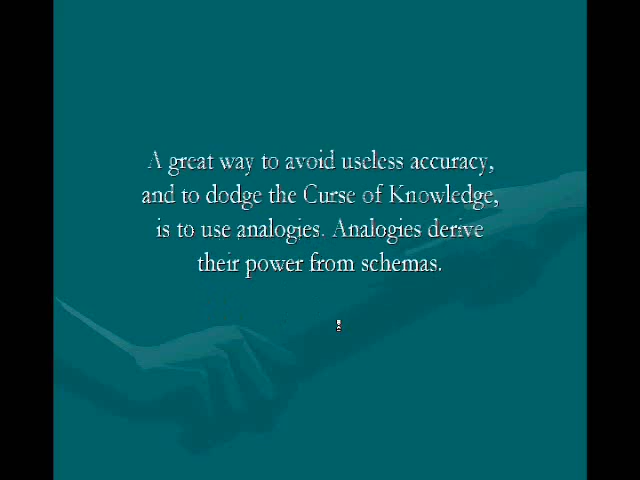 A great way to avoid useless accuracy,
and to dodge the Curse of Knowledge,
is to use analogies. Analogies derive
their power from schemas.